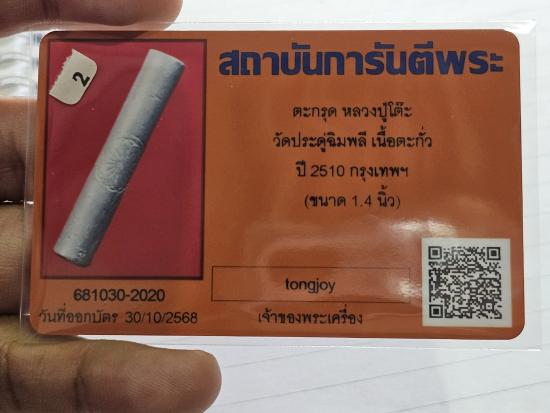 2
สถาบันการันตีพระ
ตะกรุด หลวงปู่โต๊ะ
วัดประดู่ฉิมพลี เนื้อตะกั่ว
ปี 2510 กรุงเทพฯ
(ขนาด 1.4 นิ้ว)
tongjoy
เจ้าของพระเครื่อง
681030-2020
วันที่ออกบัตร 30/10/2568